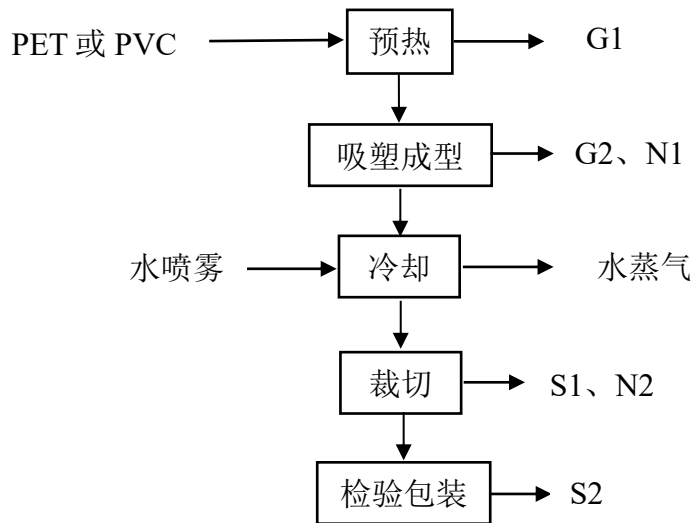 PET 或 PVC 预热 G1
吸塑成型 G2、N1
水喷雾 冷却 水蒸气
裁切 S1、N2
检验包装 S2